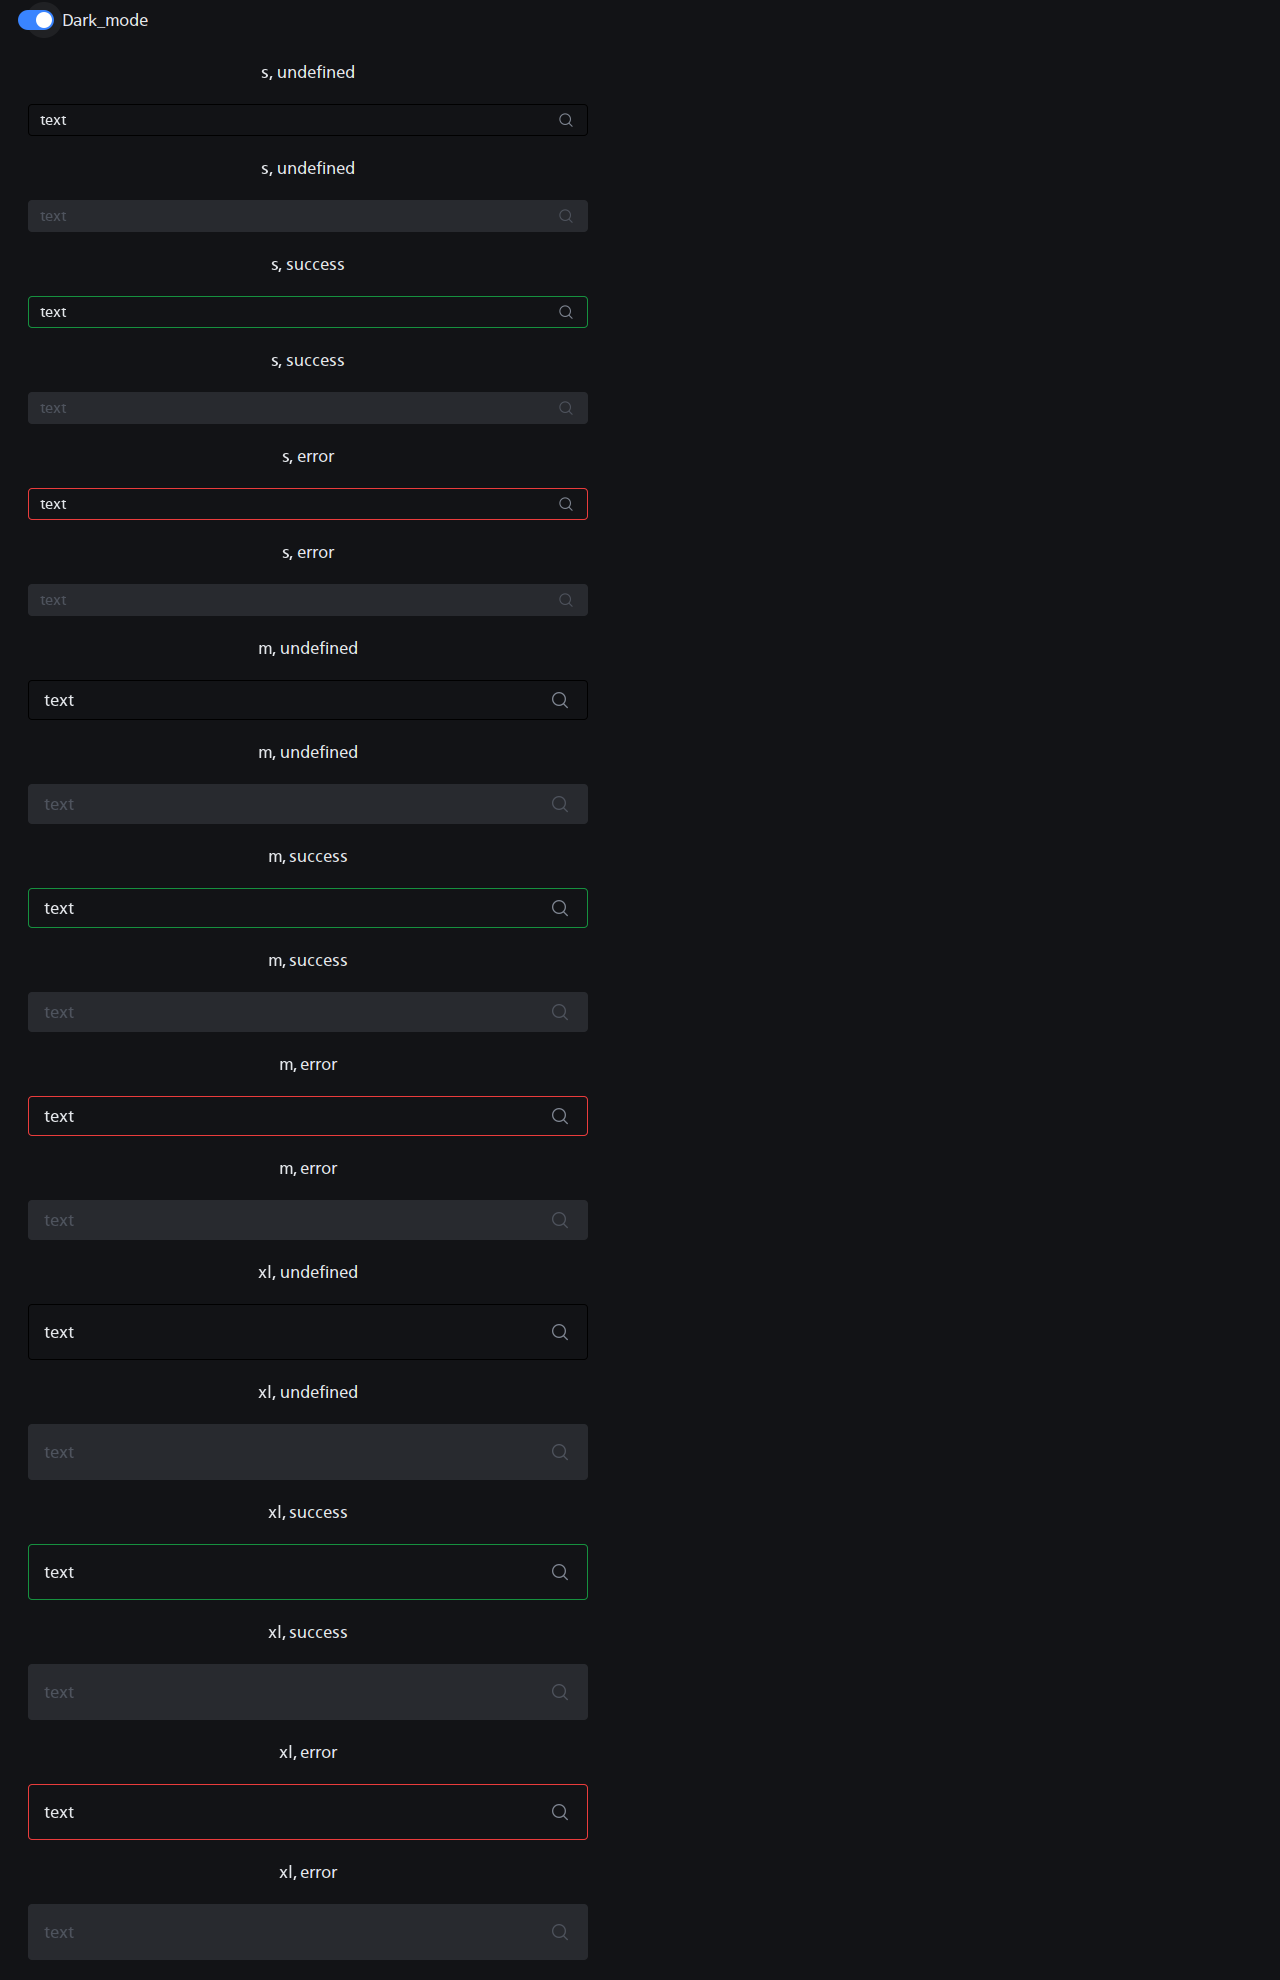 Dark_mode
s, undefined
text
s, undefined
text
s, success
text
s, success
text
s, error
text
s, error
text
m, undefined
text
m, undefined
text
m, success
text
m, success
text
m, error
text
m, error
text
xl, undefined
text
xl, undefined
text
xl, success
text
xl, success
text
xl, error
text
xl, error
text